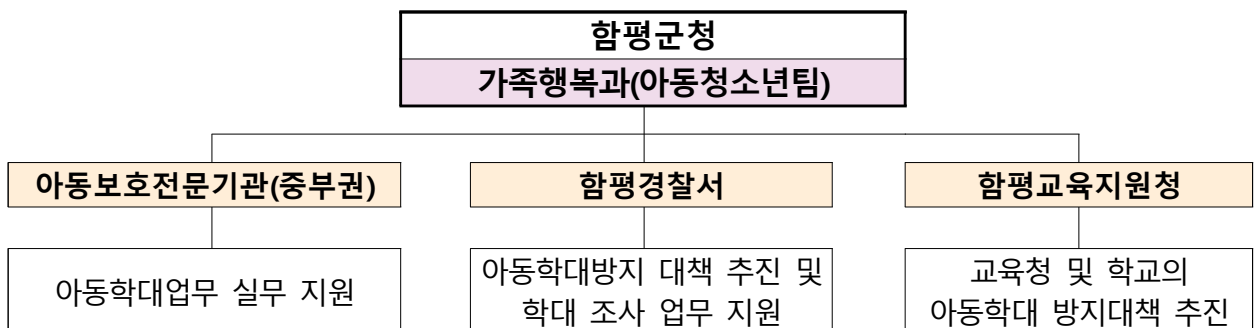 함평군청
가족행복과(아동청소년팀)
아동보호전문기관(중부권)
함평경찰서
함평교육지원청
아동학대업무 실무 지원
아동학대방지 대책 추진 및
학대 조사 업무 지원
교육청 및 학교의
아동학대 방지대책 추진